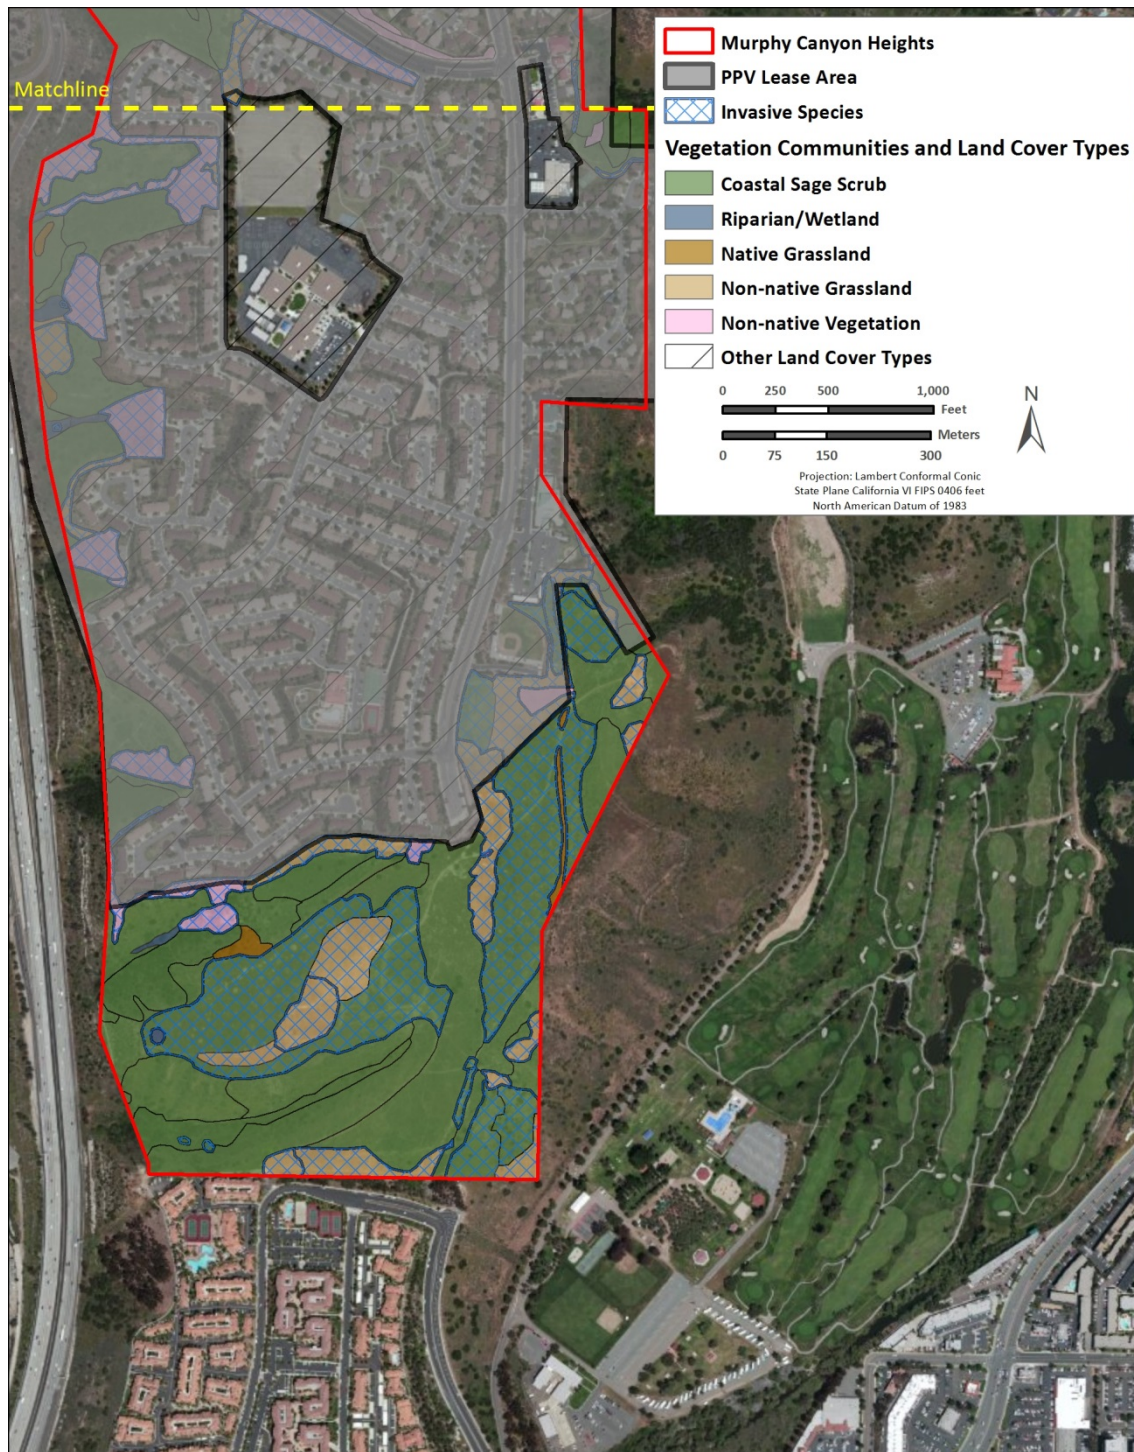 Matchline
Murphy Canyon Heights
PPV Lease Area
Invasive Species
Vegetation Communities and Land Cover Types
Coastal Sage Scrub
Riparian/Wetland
Native Grassland
Non-native Grassland
Non-native Vegetation
Other Land Cover Types
0 250 500 1,000
Feet
Meters
0 75 150 300
N
Projection: Lambert Conformal Conic
State Plane California VI FIPS 0406 feet
North American Datum of 1983